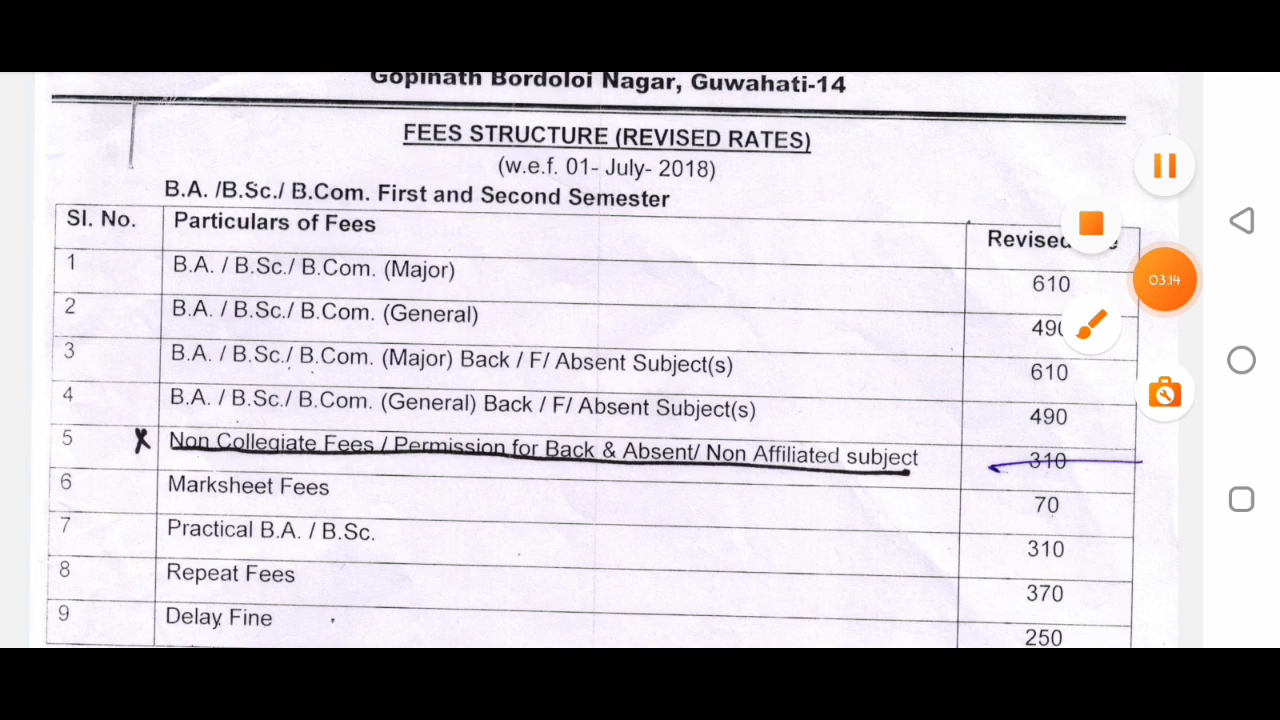 Gopinath Bordoloi Nagar, Guwahati-14
FEES STRUCTURE (REVISED RATES)
(w.e.f. 01- July- 2018)
B.A. /B.Sc./ B.Com. First and Second Semester
Sl. No. Particulars of Fees Revised
1 B.A. / B.Sc./ B.Com. (Major) 610
2 B.A. / B.Sc./ B.Com. (General) 490
3 B.A. / B.Sc./ B.Com. (Major) Back / F/ Absent Subject(s) 610
4 B.A. / B.Sc./ B.Com. (General) Back / F/ Absent Subject(s) 490
5 Non Collegiate Fees / Permission for Back & Absent/ Non Affiliated subject 310
6 Marksheet Fees 70
7 Practical B.A. / B.Sc. 310
8 Repeat Fees 370
9 Delay Fine 250
03:14